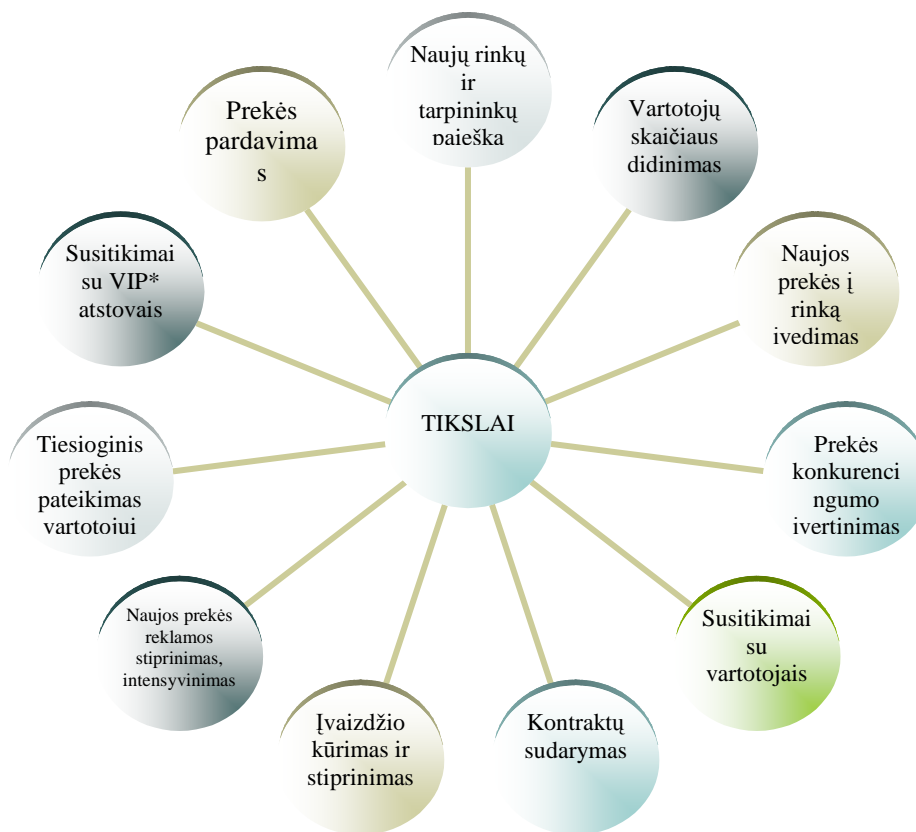 Naujų rinkų
ir
tarpininkų
paieška
Vartotojų
skaičiaus
didinimas
Naujos
prekės į
rinką
ivedimas
Prekės
konkurenci
ngumo
ivertinimas
Susitikimai
su
vartotojais
Kontraktų
sudarymas
Įvaizdžio
kūrimas ir
stiprinimas
Naujos prekės
reklamos
stiprinimas,
intensyvinimas
Tiesioginis
prekės
pateikimas
vartotojui
Susitikimai
su VIP*
atstovais
Prekės
pardavima
s
TIKSLAI